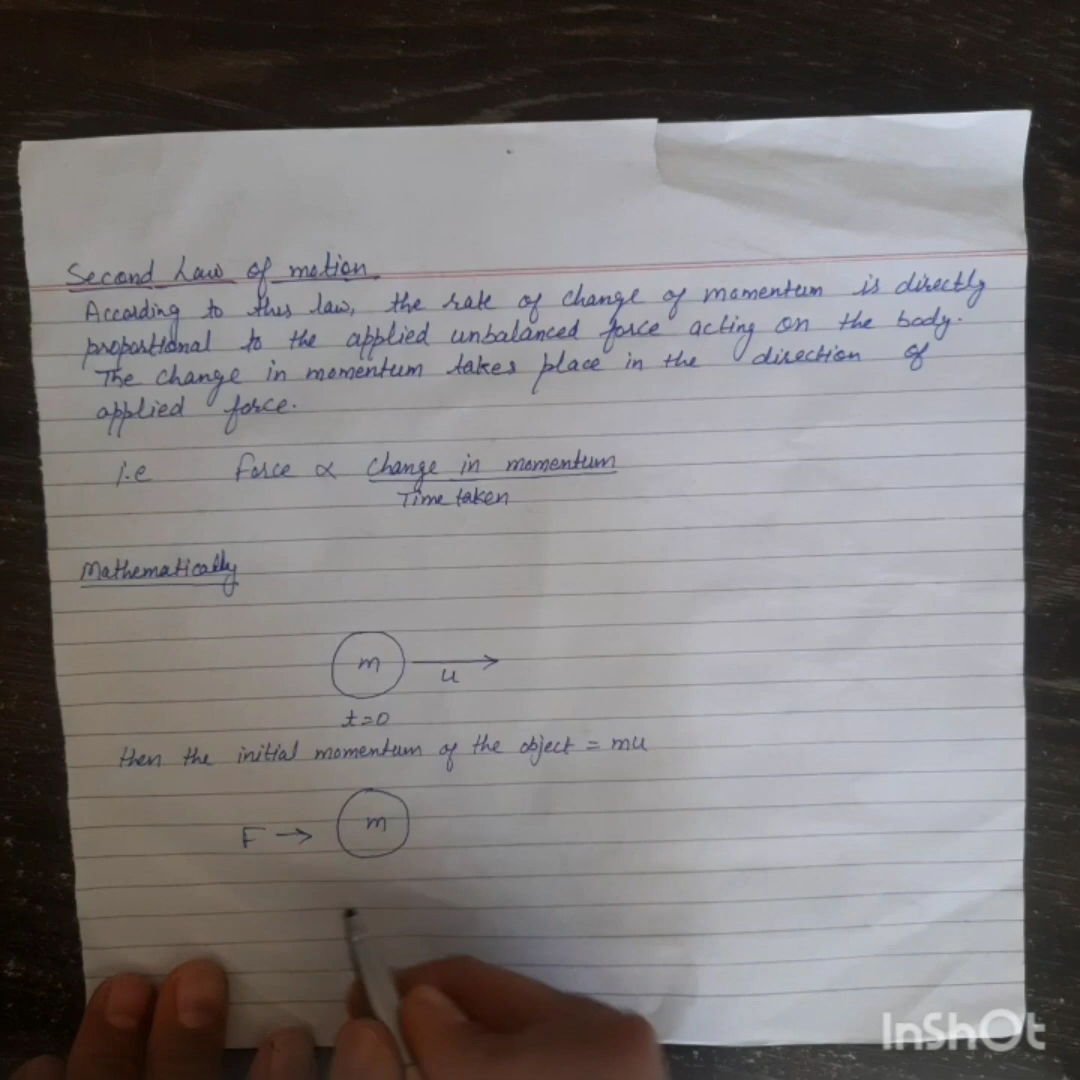 Second Law of motion
According to this law, the rate of change of momentum is directly
proportional to the applied unbalanced force acting on the body.
The change in momentum takes place in the direction of
applied force.
i.e Force ∝ Change in momentum
Time taken
Mathematically
m
u
t=0
then the initial momentum of the object = mu
F → m
InShOt